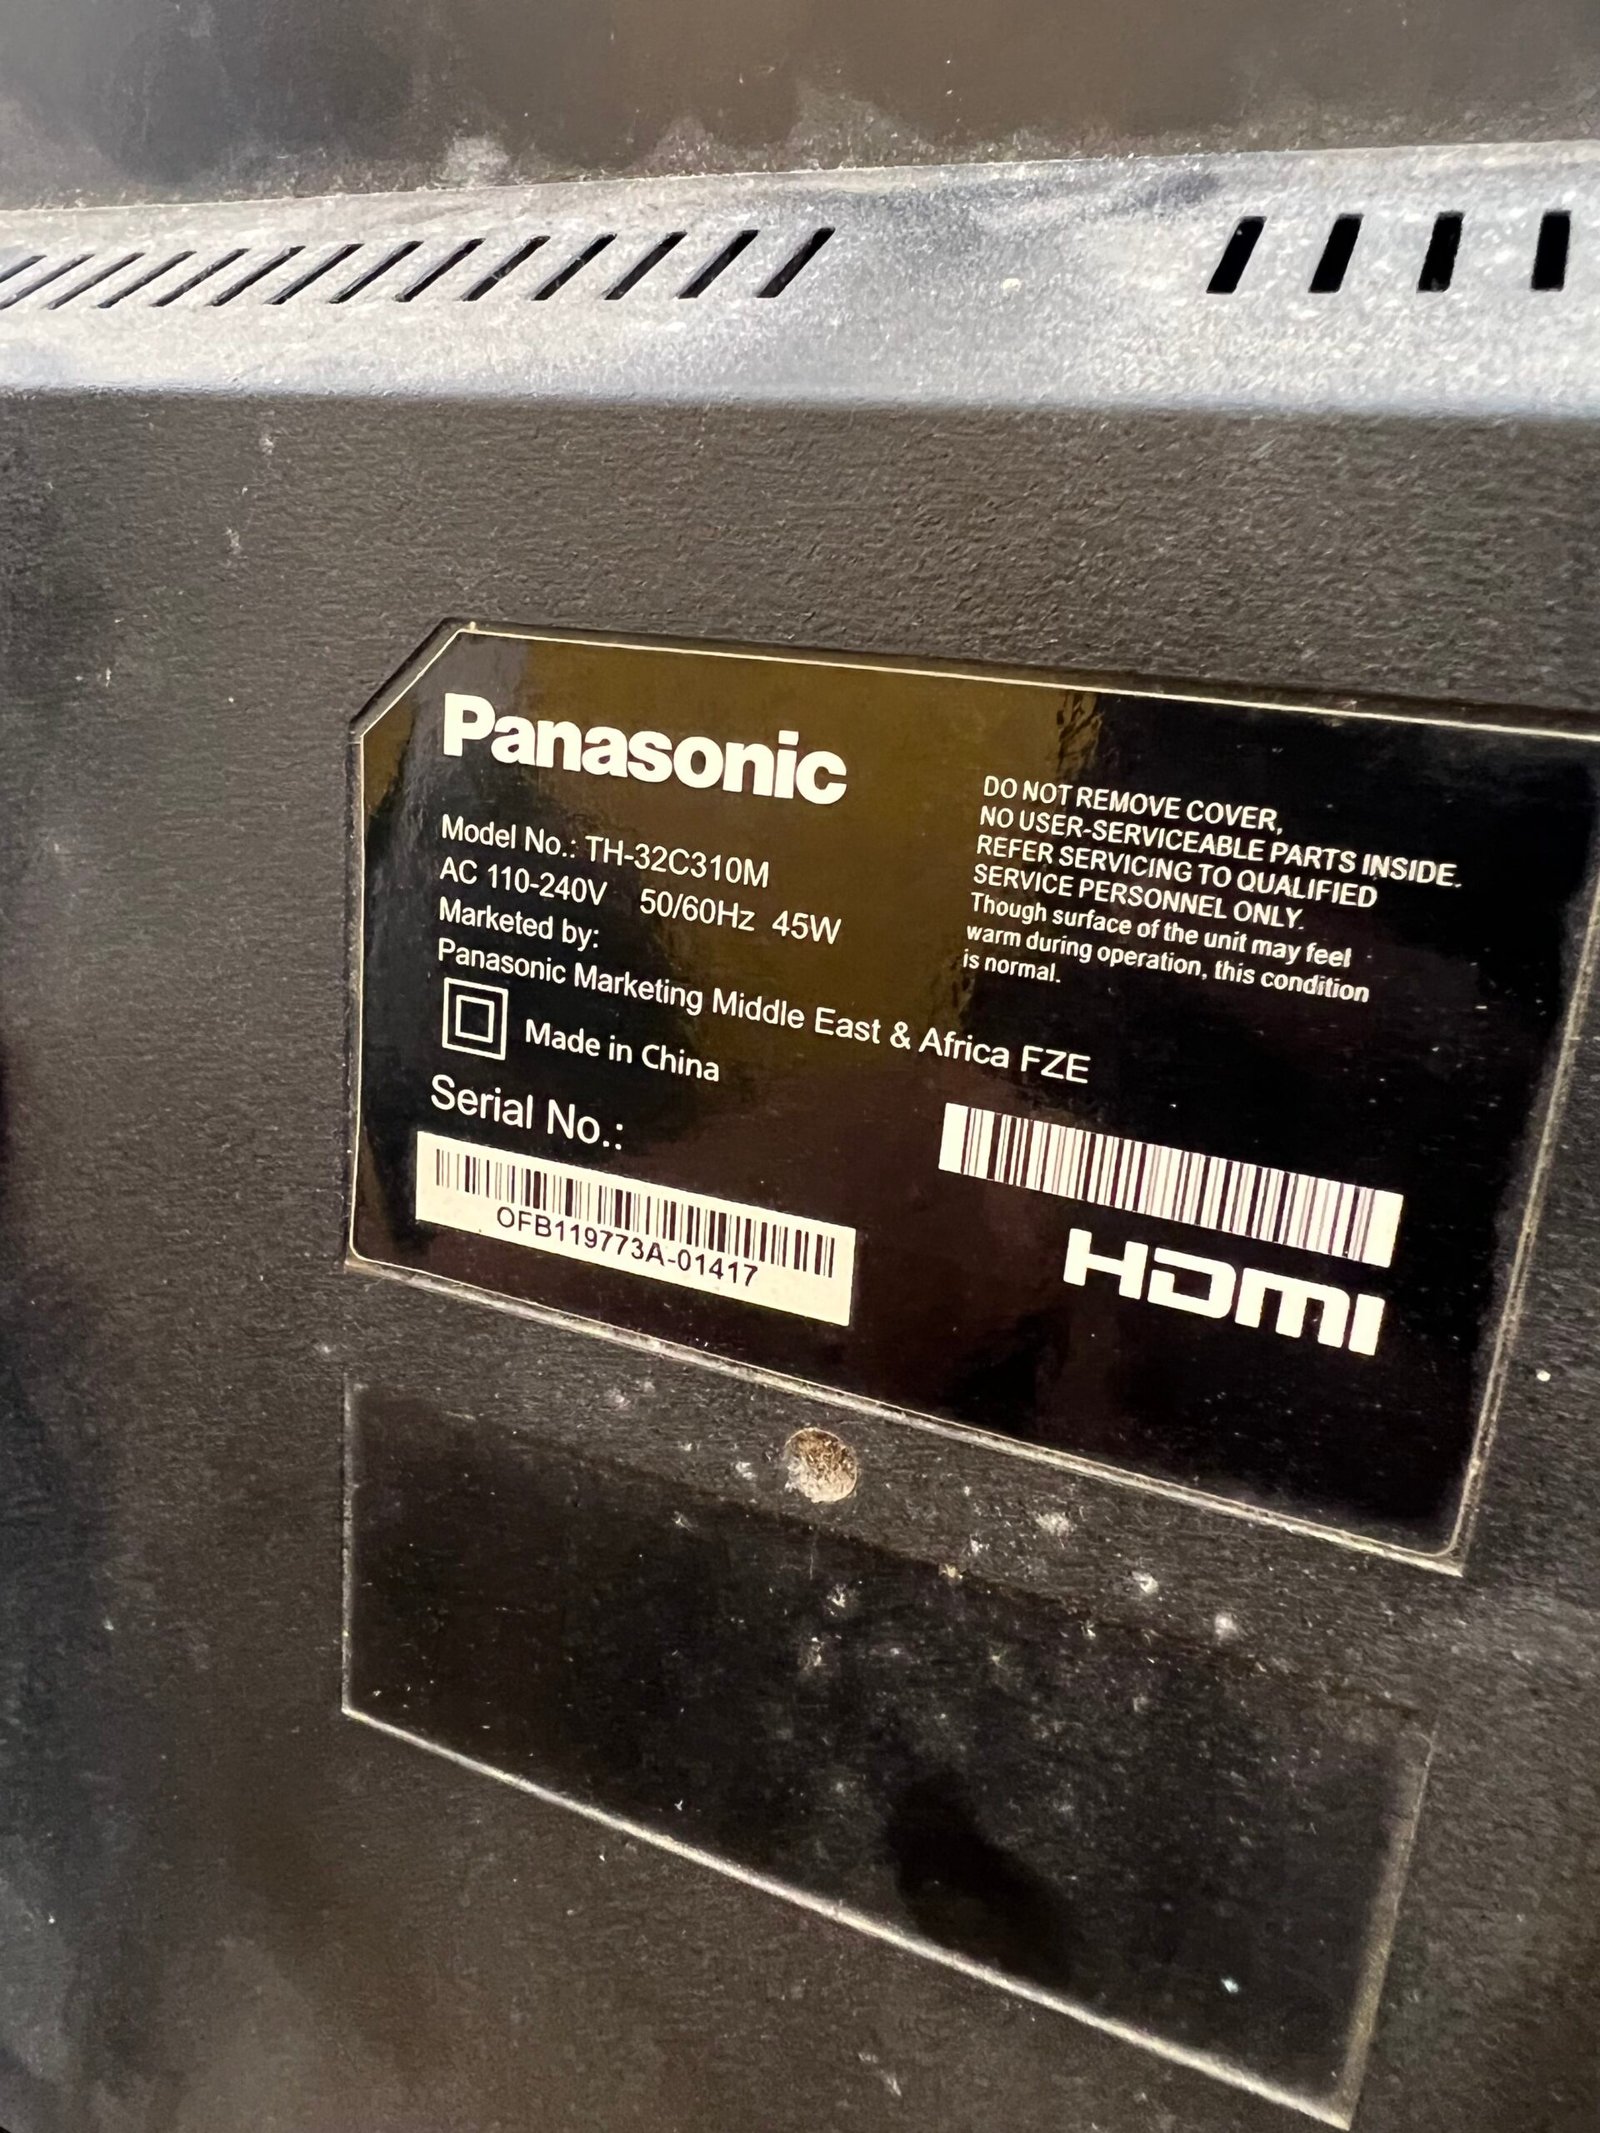 Panasonic
Model No.: TH-32C310M
AC 110-240V 50/60Hz 45W
Marketed by:
Panasonic Marketing Middle East & Africa FZE
Made in China
Serial No.:
OFB119773A-01417
DO NOT REMOVE COVER,
NO USER-SERVICEABLE PARTS INSIDE.
REFER SERVICING TO QUALIFIED
SERVICE PERSONNEL ONLY.
Though surface of the unit may feel
warm during operation, this condition
is normal.
HDMI